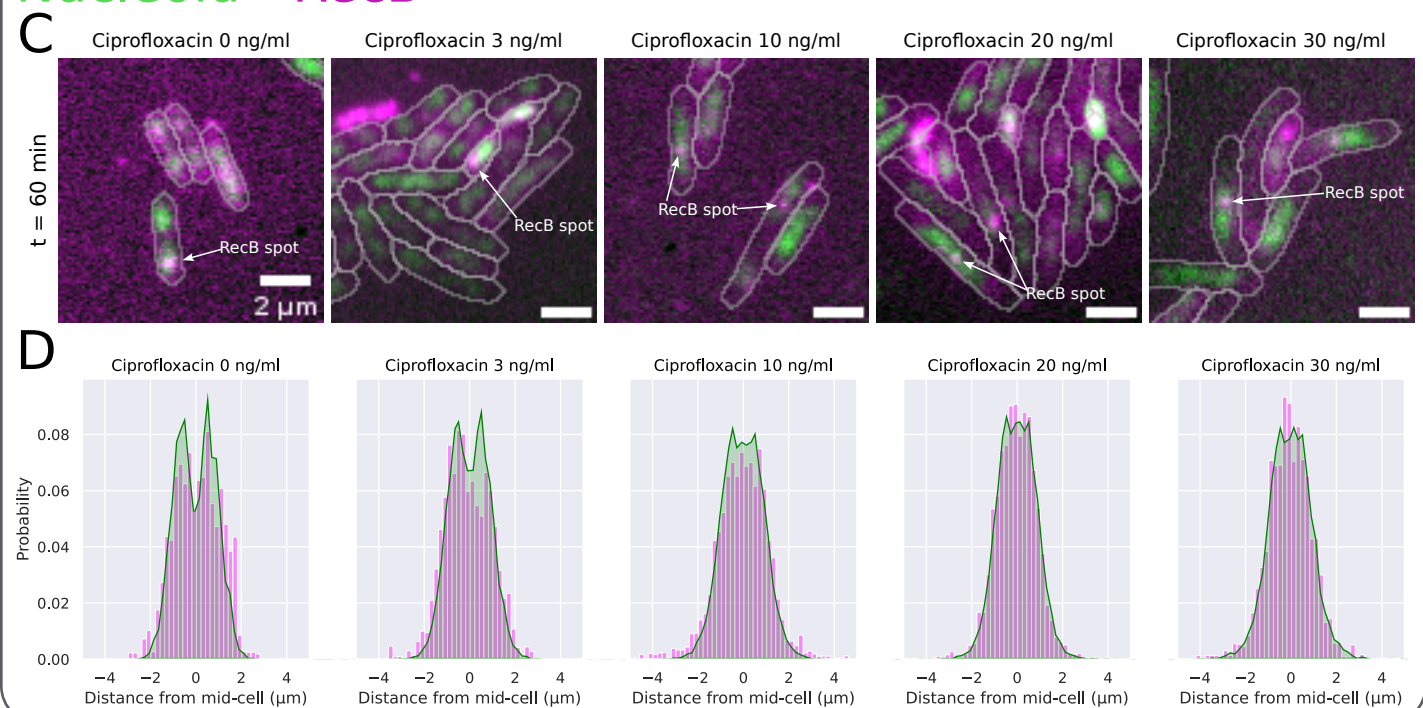 Nucleoid RecB
C
Ciprofloxacin 0 ng/ml
Ciprofloxacin 3 ng/ml
Ciprofloxacin 10 ng/ml
Ciprofloxacin 20 ng/ml
Ciprofloxacin 30 ng/ml
t = 60 min
RecB spot
2 μm
RecB spot
RecB spot
RecB spot
RecB spot
D
Ciprofloxacin 0 ng/ml
Ciprofloxacin 3 ng/ml
Ciprofloxacin 10 ng/ml
Ciprofloxacin 20 ng/ml
Ciprofloxacin 30 ng/ml
Probability
0.08
0.06
0.04
0.02
0.00
−4 −2 0 2 4
−4 −2 0 2 4
−4 −2 0 2 4
−4 −2 0 2 4
−4 −2 0 2 4
Distance from mid-cell (μm)
Distance from mid-cell (μm)
Distance from mid-cell (μm)
Distance from mid-cell (μm)
Distance from mid-cell (μm)